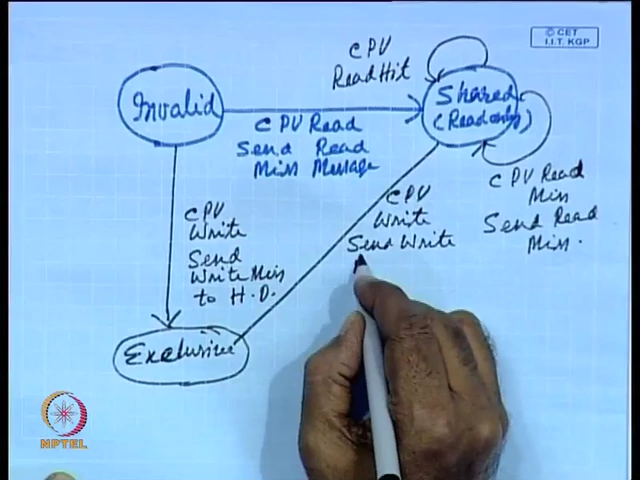 © CET
I.I.T. KGP
CPU
Read Hit
Invalid
Shared
(Read only)
CPU Read
Send Read
Miss Message
CPU Read
Miss
Send Read
Miss.
CPU
Write
Send Write
CPU
Write
Send
Write Miss
to H.D.
Exclusive
NPTEL